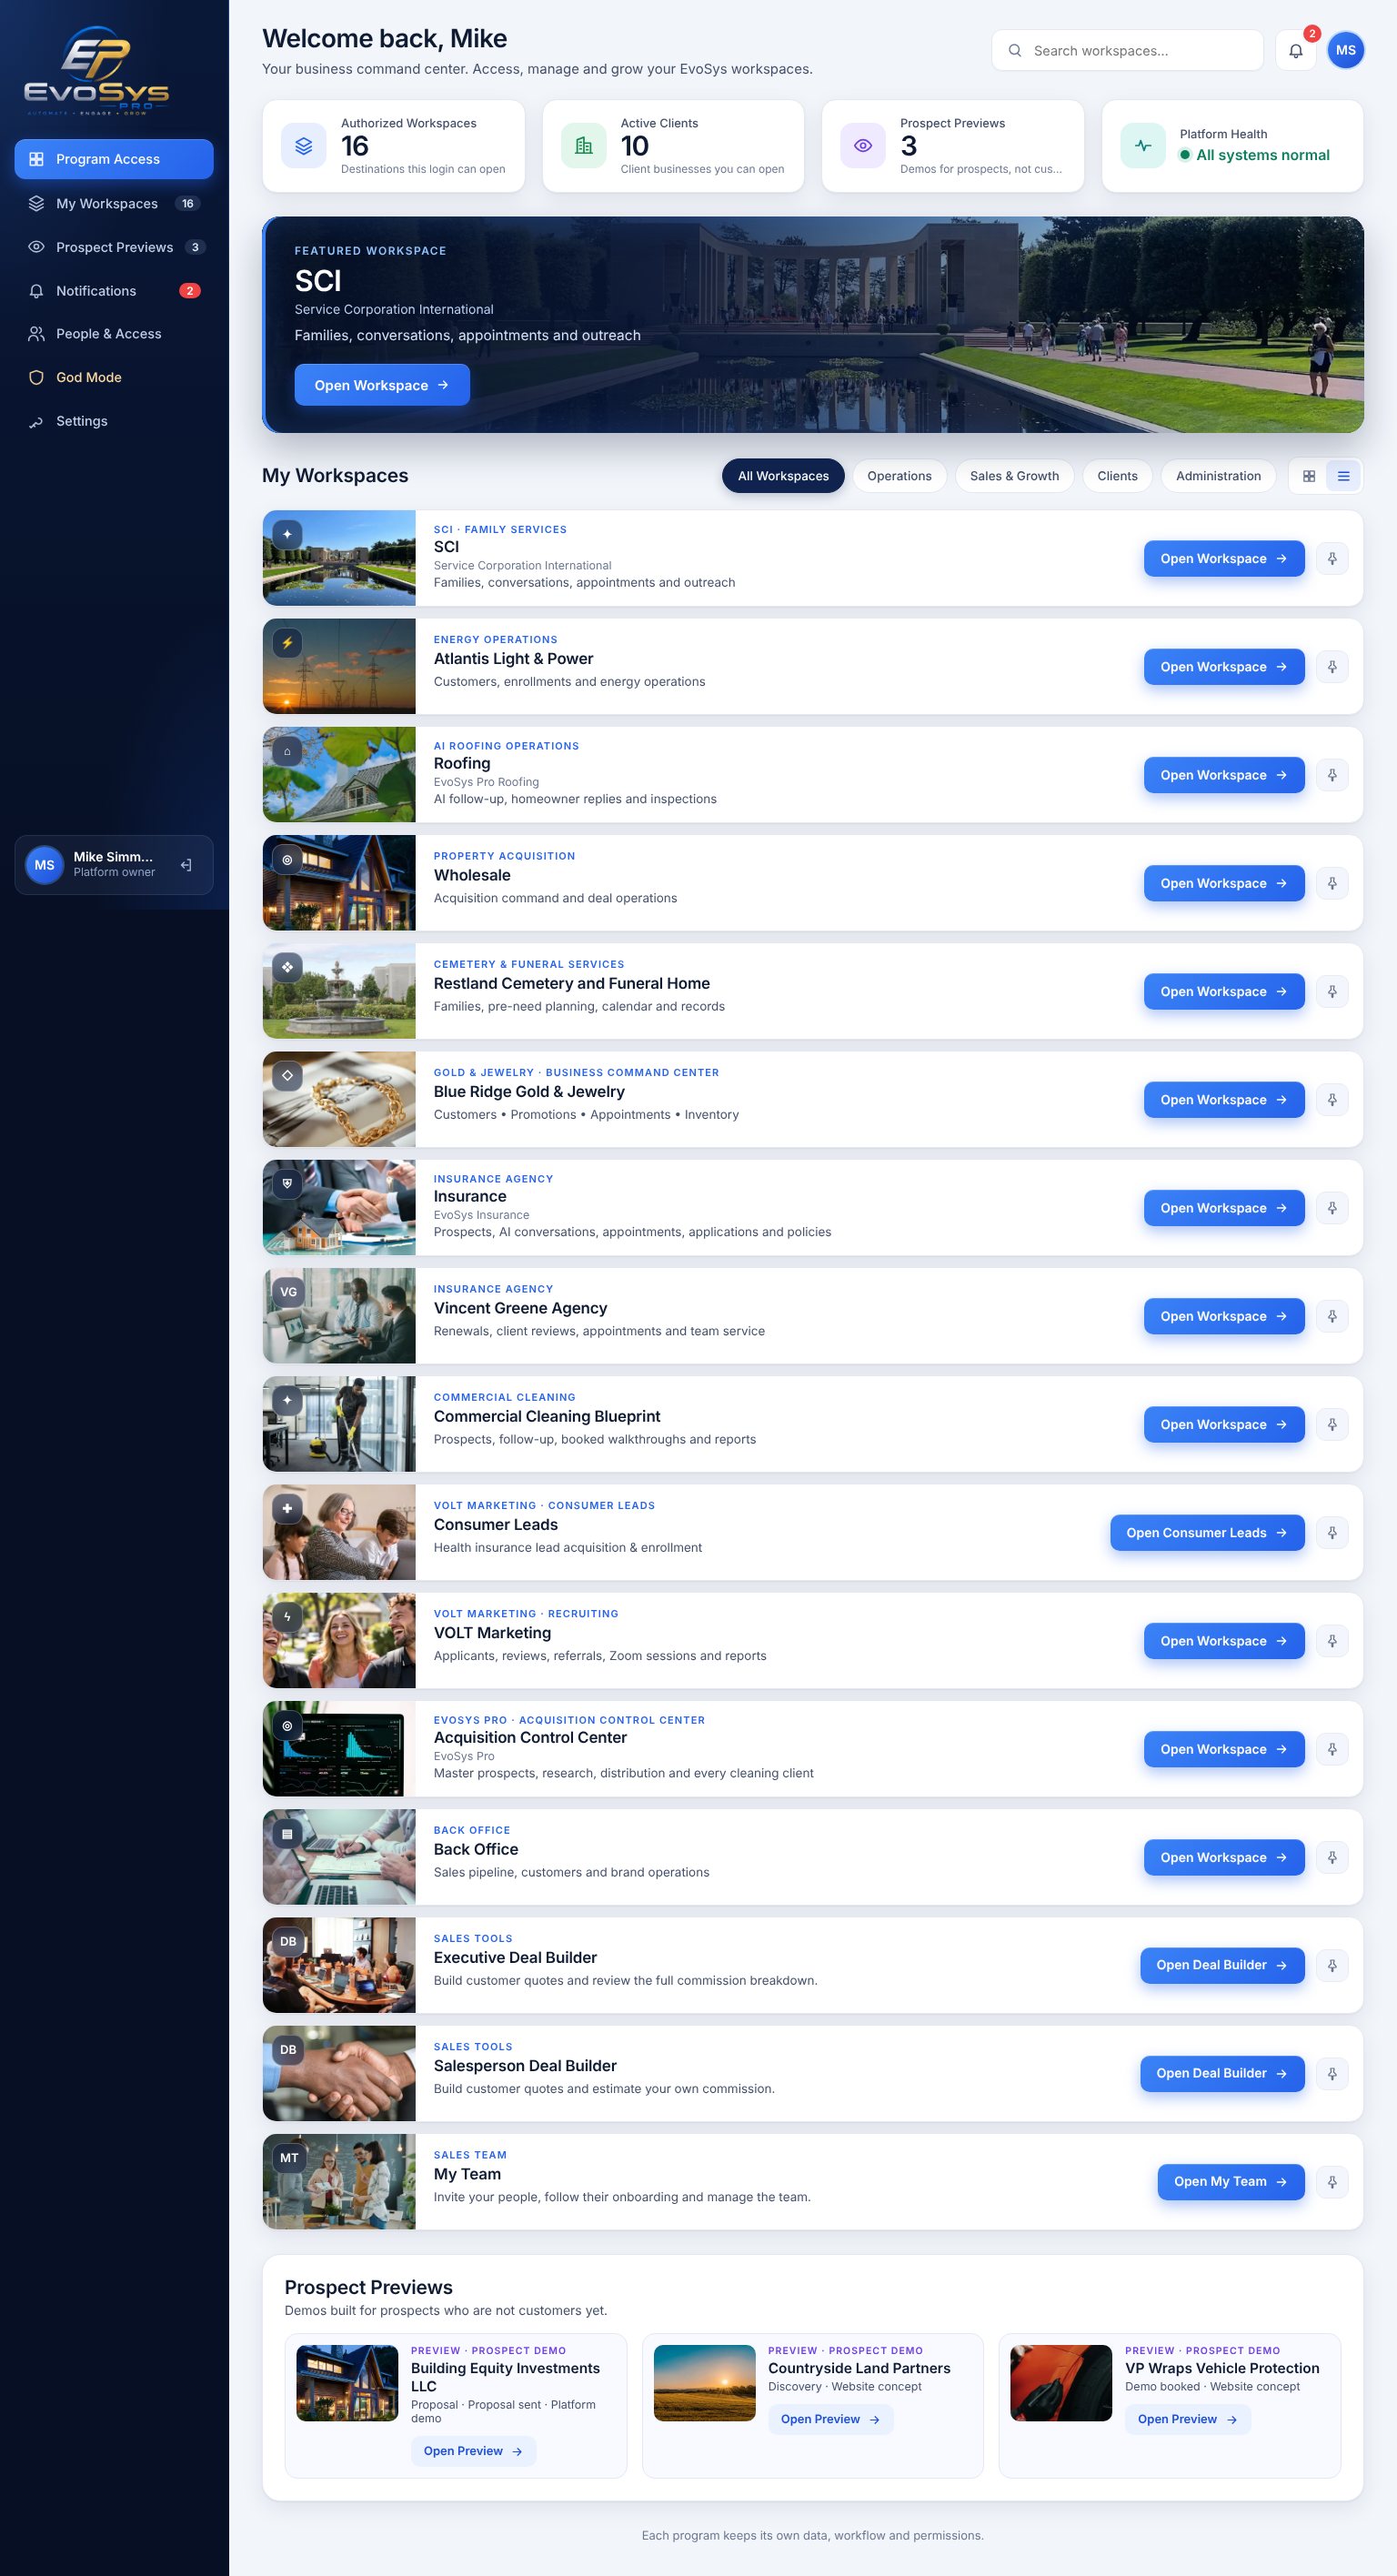 EP
EvoSys
PRO
AUTOMATE • ENGAGE • GROW
Program Access
My Workspaces 16
Prospect Previews 3
Notifications 2
People & Access
God Mode
Settings
MS
Mike Simm...
Platform owner
Welcome back, Mike
Your business command center. Access, manage and grow your EvoSys workspaces.
Search workspaces...
2
MS
Authorized Workspaces
16
Destinations this login can open
Active Clients
10
Client businesses you can open
Prospect Previews
3
Demos for prospects, not cus...
Platform Health
All systems normal
FEATURED WORKSPACE
SCI
Service Corporation International
Families, conversations, appointments and outreach
Open Workspace →
My Workspaces
All Workspaces
Operations
Sales & Growth
Clients
Administration
SCI · FAMILY SERVICES
SCI
Service Corporation International
Families, conversations, appointments and outreach
Open Workspace →
ENERGY OPERATIONS
Atlantis Light & Power
Customers, enrollments and energy operations
Open Workspace →
AI ROOFING OPERATIONS
Roofing
EvoSys Pro Roofing
AI follow-up, homeowner replies and inspections
Open Workspace →
PROPERTY ACQUISITION
Wholesale
Acquisition command and deal operations
Open Workspace →
CEMETERY & FUNERAL SERVICES
Restland Cemetery and Funeral Home
Families, pre-need planning, calendar and records
Open Workspace →
GOLD & JEWELRY · BUSINESS COMMAND CENTER
Blue Ridge Gold & Jewelry
Customers • Promotions • Appointments • Inventory
Open Workspace →
INSURANCE AGENCY
Insurance
EvoSys Insurance
Prospects, AI conversations, appointments, applications and policies
Open Workspace →
VG
INSURANCE AGENCY
Vincent Greene Agency
Renewals, client reviews, appointments and team service
Open Workspace →
COMMERCIAL CLEANING
Commercial Cleaning Blueprint
Prospects, follow-up, booked walkthroughs and reports
Open Workspace →
VOLT MARKETING · CONSUMER LEADS
Consumer Leads
Health insurance lead acquisition & enrollment
Open Consumer Leads →
VOLT MARKETING · RECRUITING
VOLT Marketing
Applicants, reviews, referrals, Zoom sessions and reports
Open Workspace →
EVOSYS PRO · ACQUISITION CONTROL CENTER
Acquisition Control Center
EvoSys Pro
Master prospects, research, distribution and every cleaning client
Open Workspace →
BACK OFFICE
Back Office
Sales pipeline, customers and brand operations
Open Workspace →
DB
SALES TOOLS
Executive Deal Builder
Build customer quotes and review the full commission breakdown.
Open Deal Builder →
DB
SALES TOOLS
Salesperson Deal Builder
Build customer quotes and estimate your own commission.
Open Deal Builder →
MT
SALES TEAM
My Team
Invite your people, follow their onboarding and manage the team.
Open My Team →
Prospect Previews
Demos built for prospects who are not customers yet.
PREVIEW · PROSPECT DEMO
Building Equity Investments
LLC
Proposal · Proposal sent · Platform
demo
Open Preview →
PREVIEW · PROSPECT DEMO
Countryside Land Partners
Discovery · Website concept
Open Preview →
PREVIEW · PROSPECT DEMO
VP Wraps Vehicle Protection
Demo booked · Website concept
Open Preview →
Each program keeps its own data, workflow and permissions.